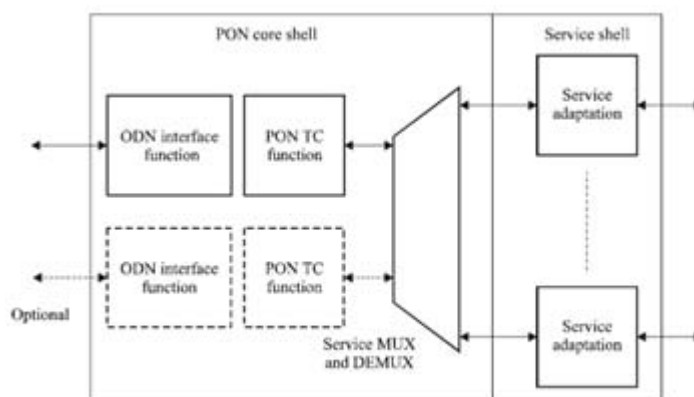 PON core shell
Service shell
ODN interface
function
PON TC
function
Service
adaptation
ODN interface
function
PON TC
function
Optional
Service MUX
and DEMUX
Service
adaptation